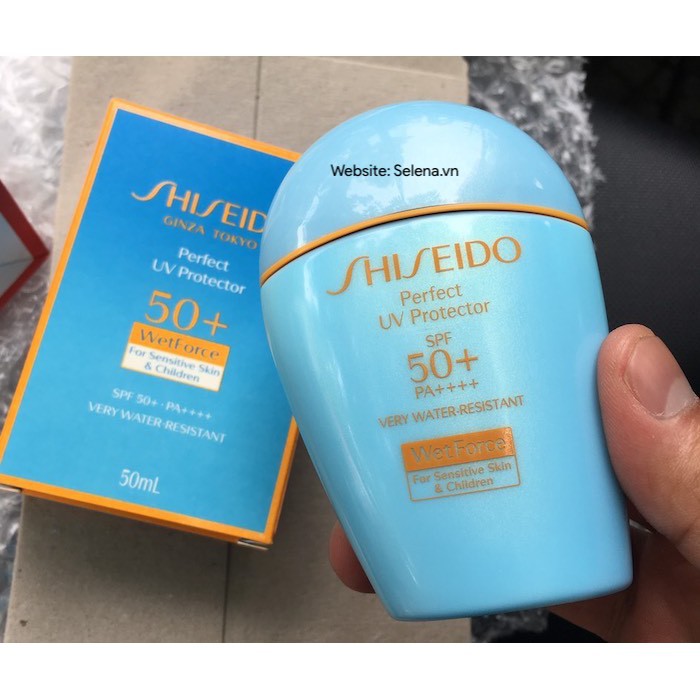 Website: Selena.vn
SHISEIDO
GINZA TOKYO
Perfect
UV Protector
50+
WetForce
For Sensitive Skin
& Children
SPF 50+ · PA++++
VERY WATER-RESISTANT
50mL
SHISEIDO
Perfect
UV Protector
SPF
50+
PA++++
VERY WATER-RESISTANT
WetForce
For Sensitive Skin
& Children